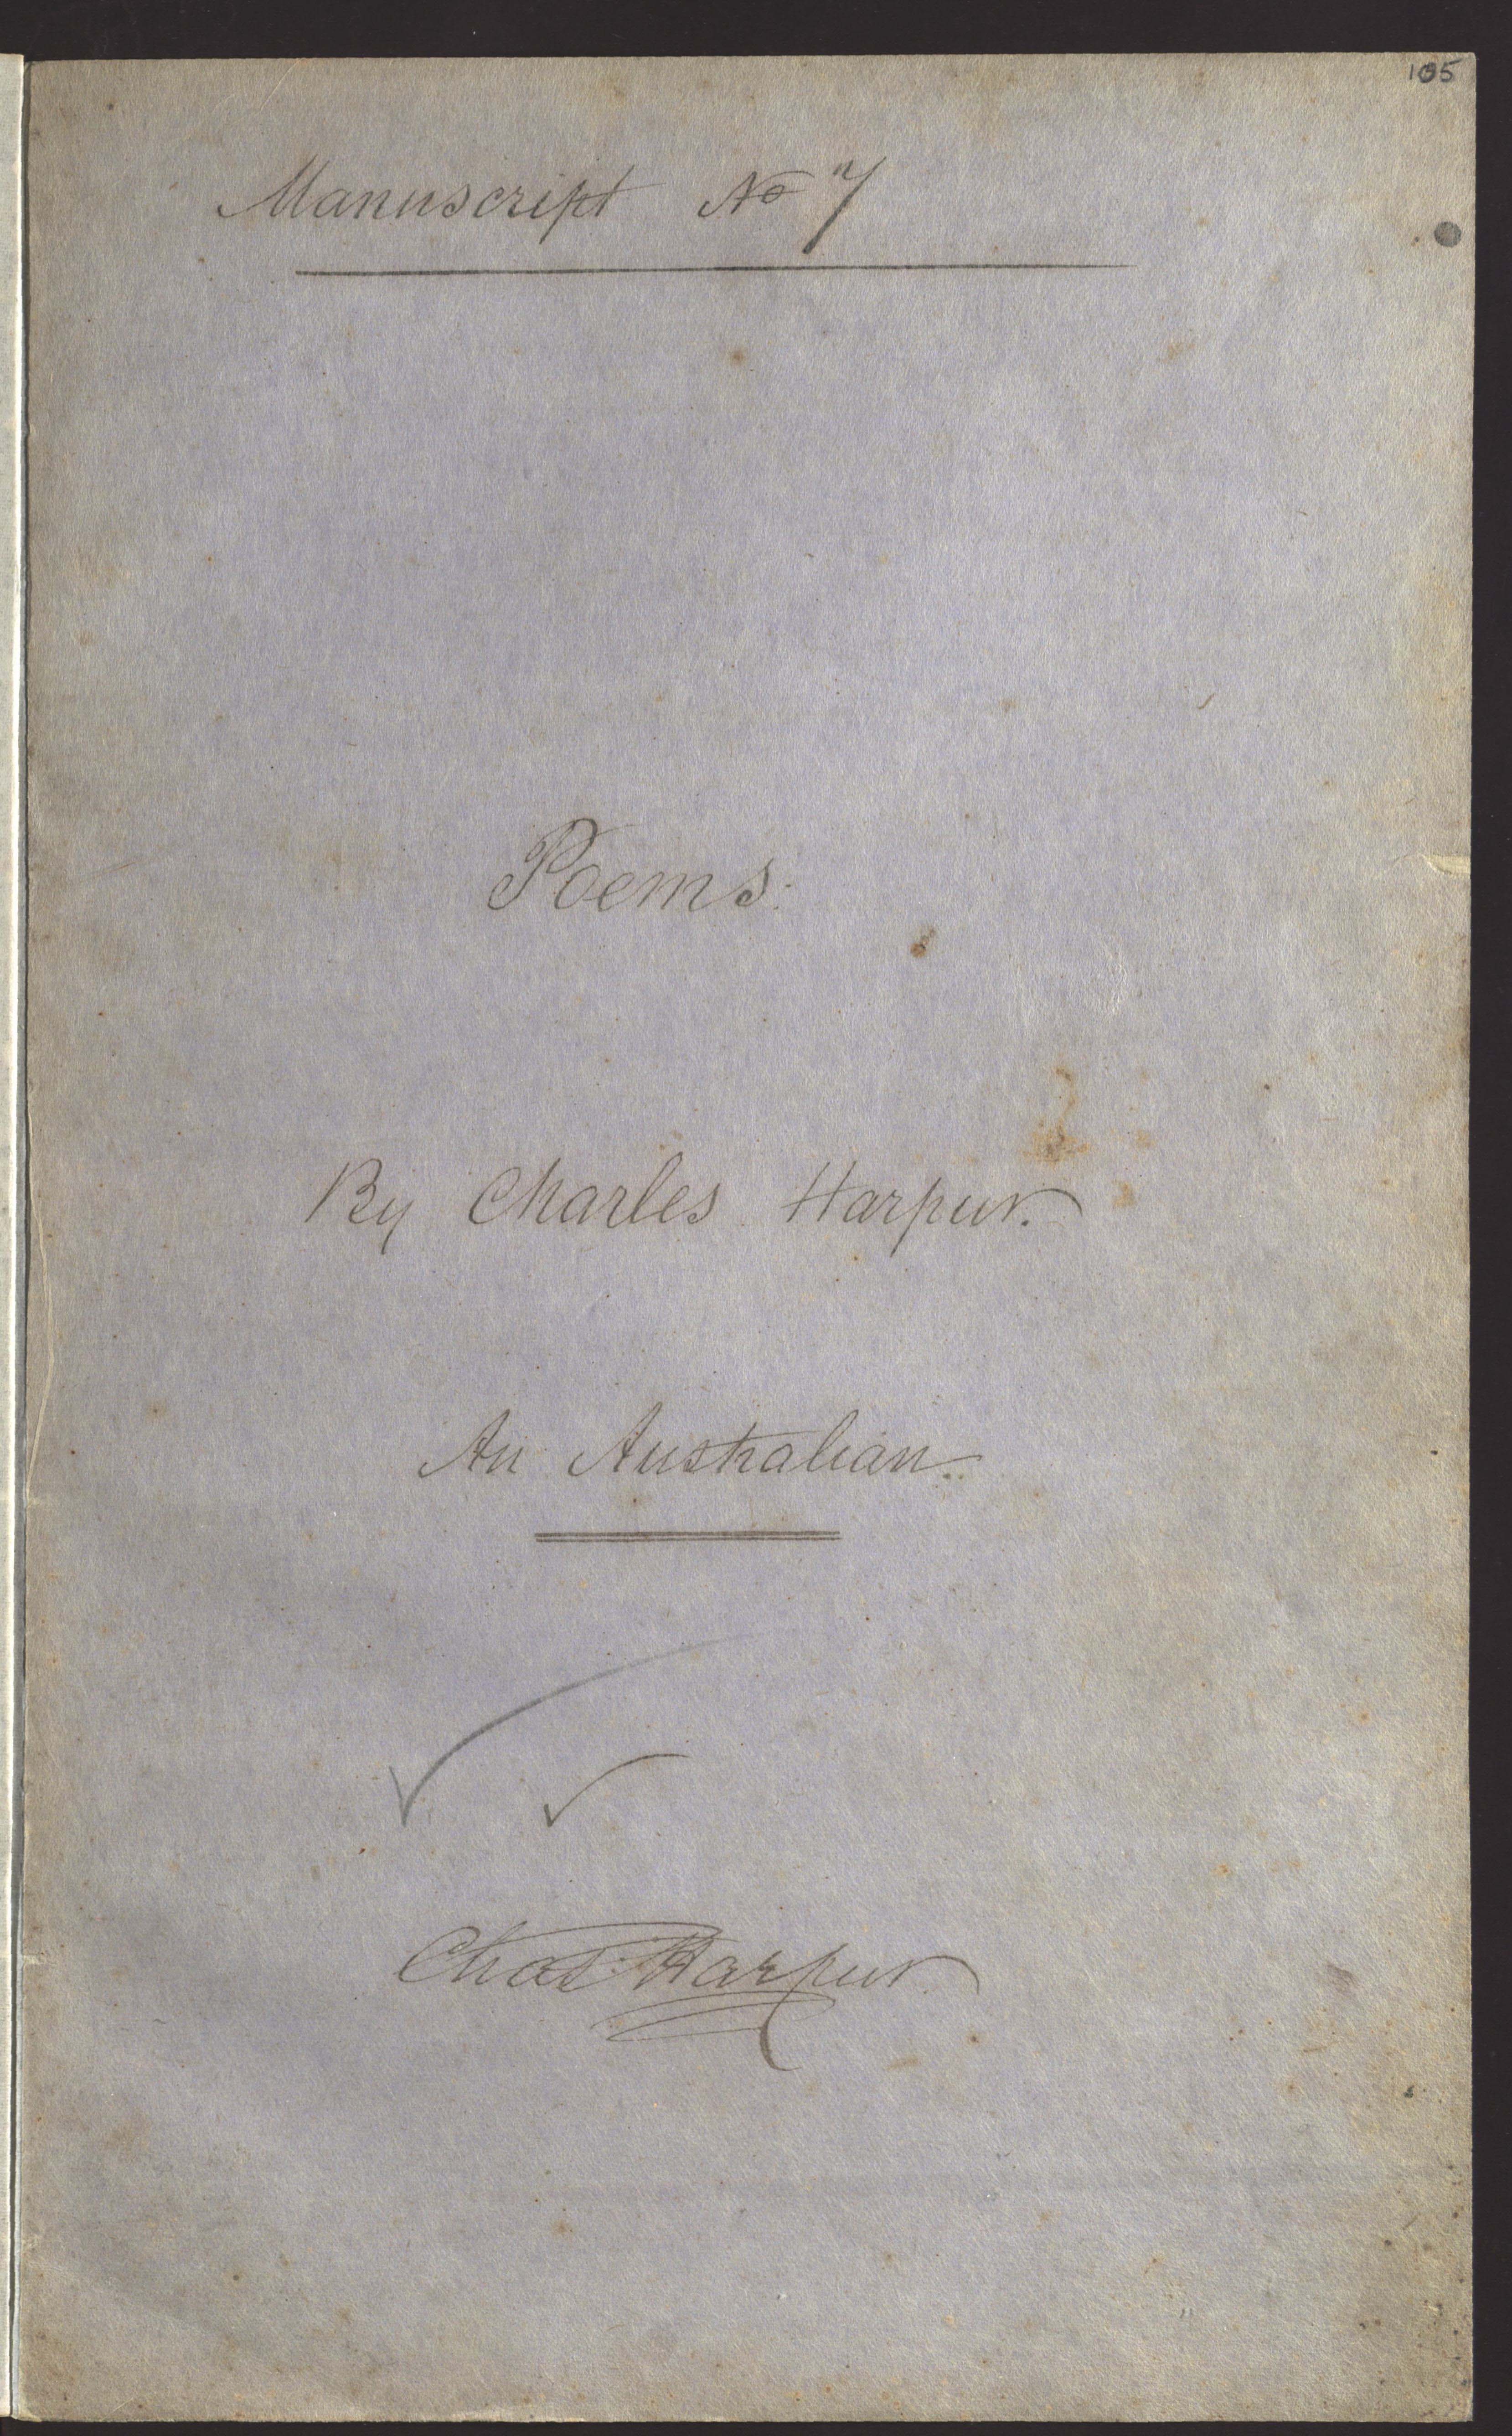 105
Manuscript No 7
Poems.
By Charles Harpur.
An Australian.
Chas Harpur